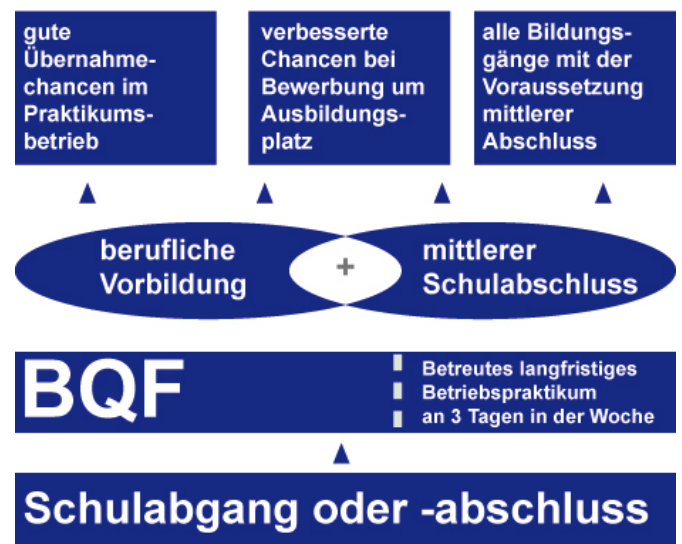 gute
Übernahme-
chancen im
Praktikums-
betrieb
verbesserte
Chancen bei
Bewerbung um
Ausbildungs-
platz
alle Bildungs-
gänge mit der
Voraussetzung
mittlerer
Abschluss
berufliche
Vorbildung
+
mittlerer
Schulabschluss
BQF
Betreutes langfristiges
Betriebspraktikum
an 3 Tagen in der Woche
Schulabgang oder -abschluss